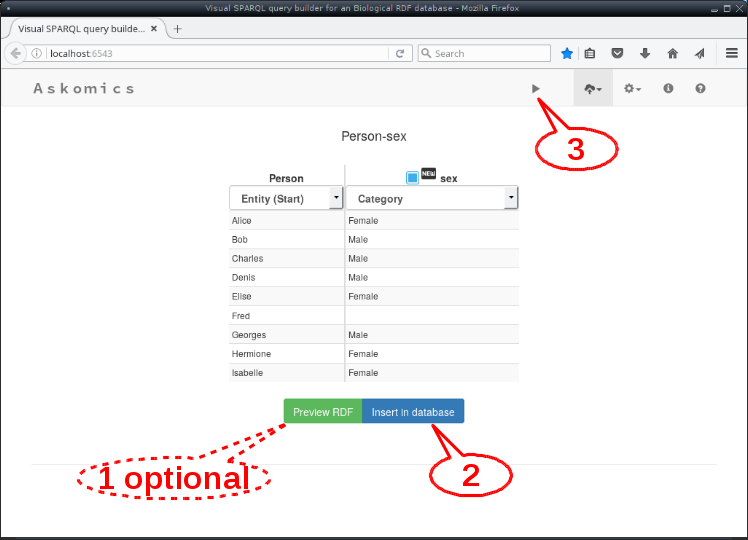 Visual SPARQL query builder for an Biological RDF database - Mozilla Firefox
Visual SPARQL query builde...
localhost:6543
Search
Askomics
3
Person-sex
Person NEW sex
Entity (Start) Category
Alice Female
Bob Male
Charles Male
Denis Male
Elise Female
Fred
Georges Male
Hermione Female
Isabelle Female
Preview RDF Insert in database
1 optional 2